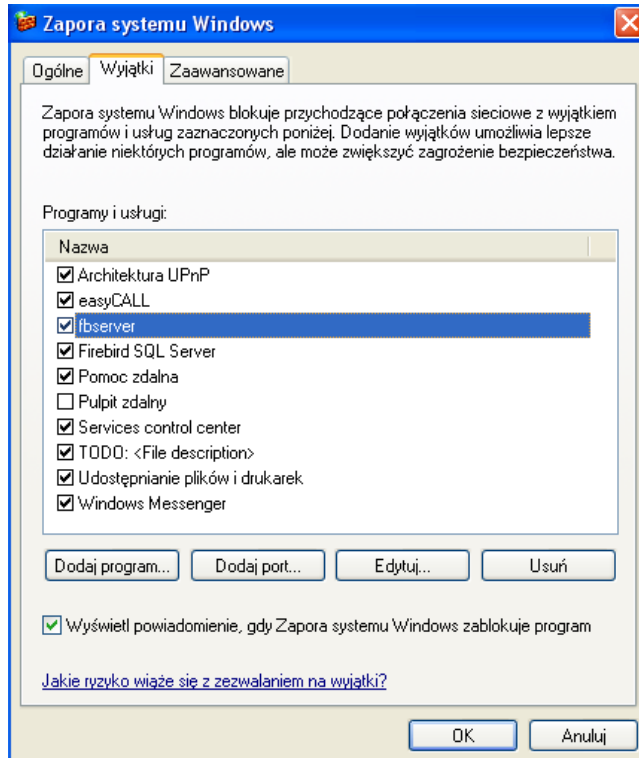 Zapora systemu Windows
Ogólne Wyjątki Zaawansowane
Zapora systemu Windows blokuje przychodzące połączenia sieciowe z wyjątkiem
programów i usług zaznaczonych poniżej. Dodanie wyjątków umożliwia lepsze
działanie niektórych programów, ale może zwiększyć zagrożenie bezpieczeństwa.
Programy i usługi:
Nazwa
Architektura UPnP
easyCALL
fbserver
Firebird SQL Server
Pomoc zdalna
Pulpit zdalny
Services control center
TODO: <File description>
Udostępnianie plików i drukarek
Windows Messenger
Dodaj program... Dodaj port... Edytuj... Usuń
Wyświetl powiadomienie, gdy Zapora systemu Windows zablokuje program
Jakie ryzyko wiąże się z zezwalaniem na wyjątki?
OK Anuluj